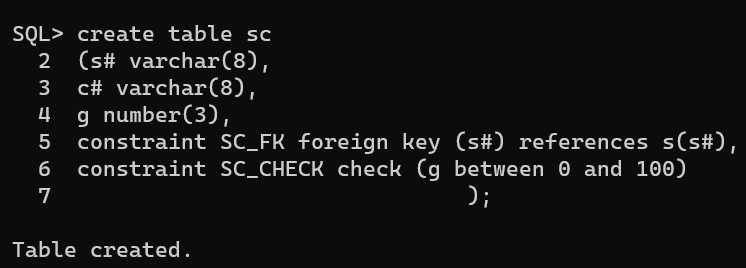 SQL> create table sc
  2  (s# varchar(8),
  3  c# varchar(8),
  4  g number(3),
  5  constraint SC_FK foreign key (s#) references s(s#),
  6  constraint SC_CHECK check (g between 0 and 100)
  7                                );
Table created.